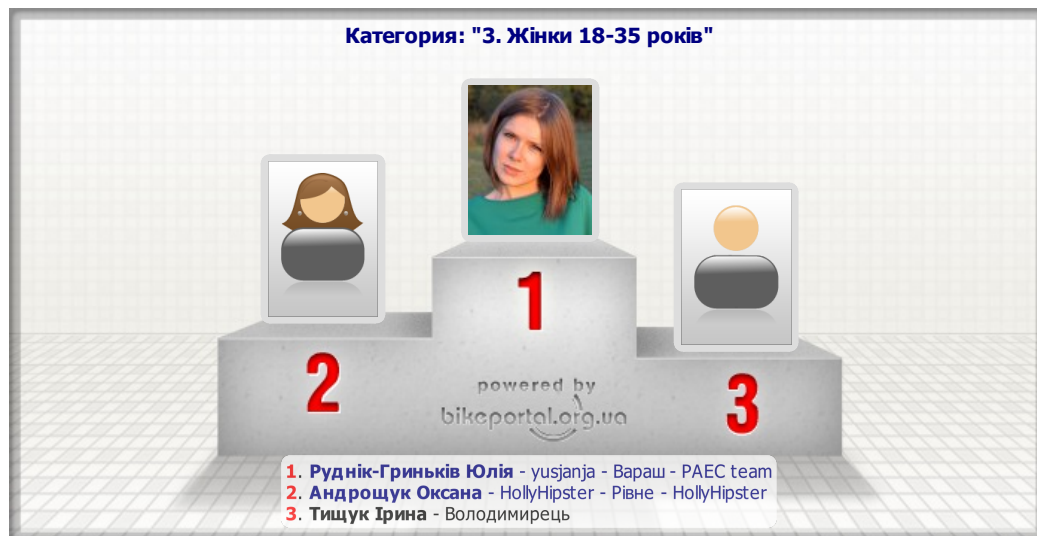 Категория: "3. Жінки 18-35 років"
1
2
3
powered by
bikeportal.org.ua
1. Руднік-Гриньків Юлія - yusjanja - Вараш - РАЕС team
2. Андрощук Оксана - HollyHipster - Рівне - HollyHipster
3. Тищук Ірина - Володимирець